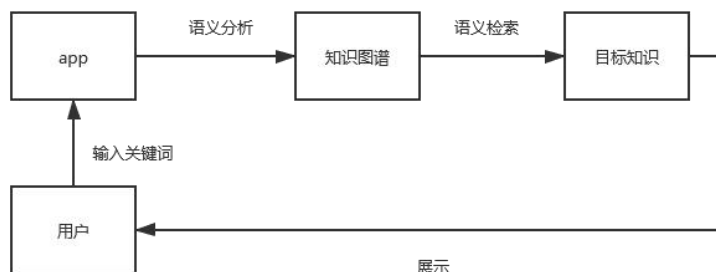 语义分析
语义检索
app
知识图谱
目标知识
输入关键词
用户
展示